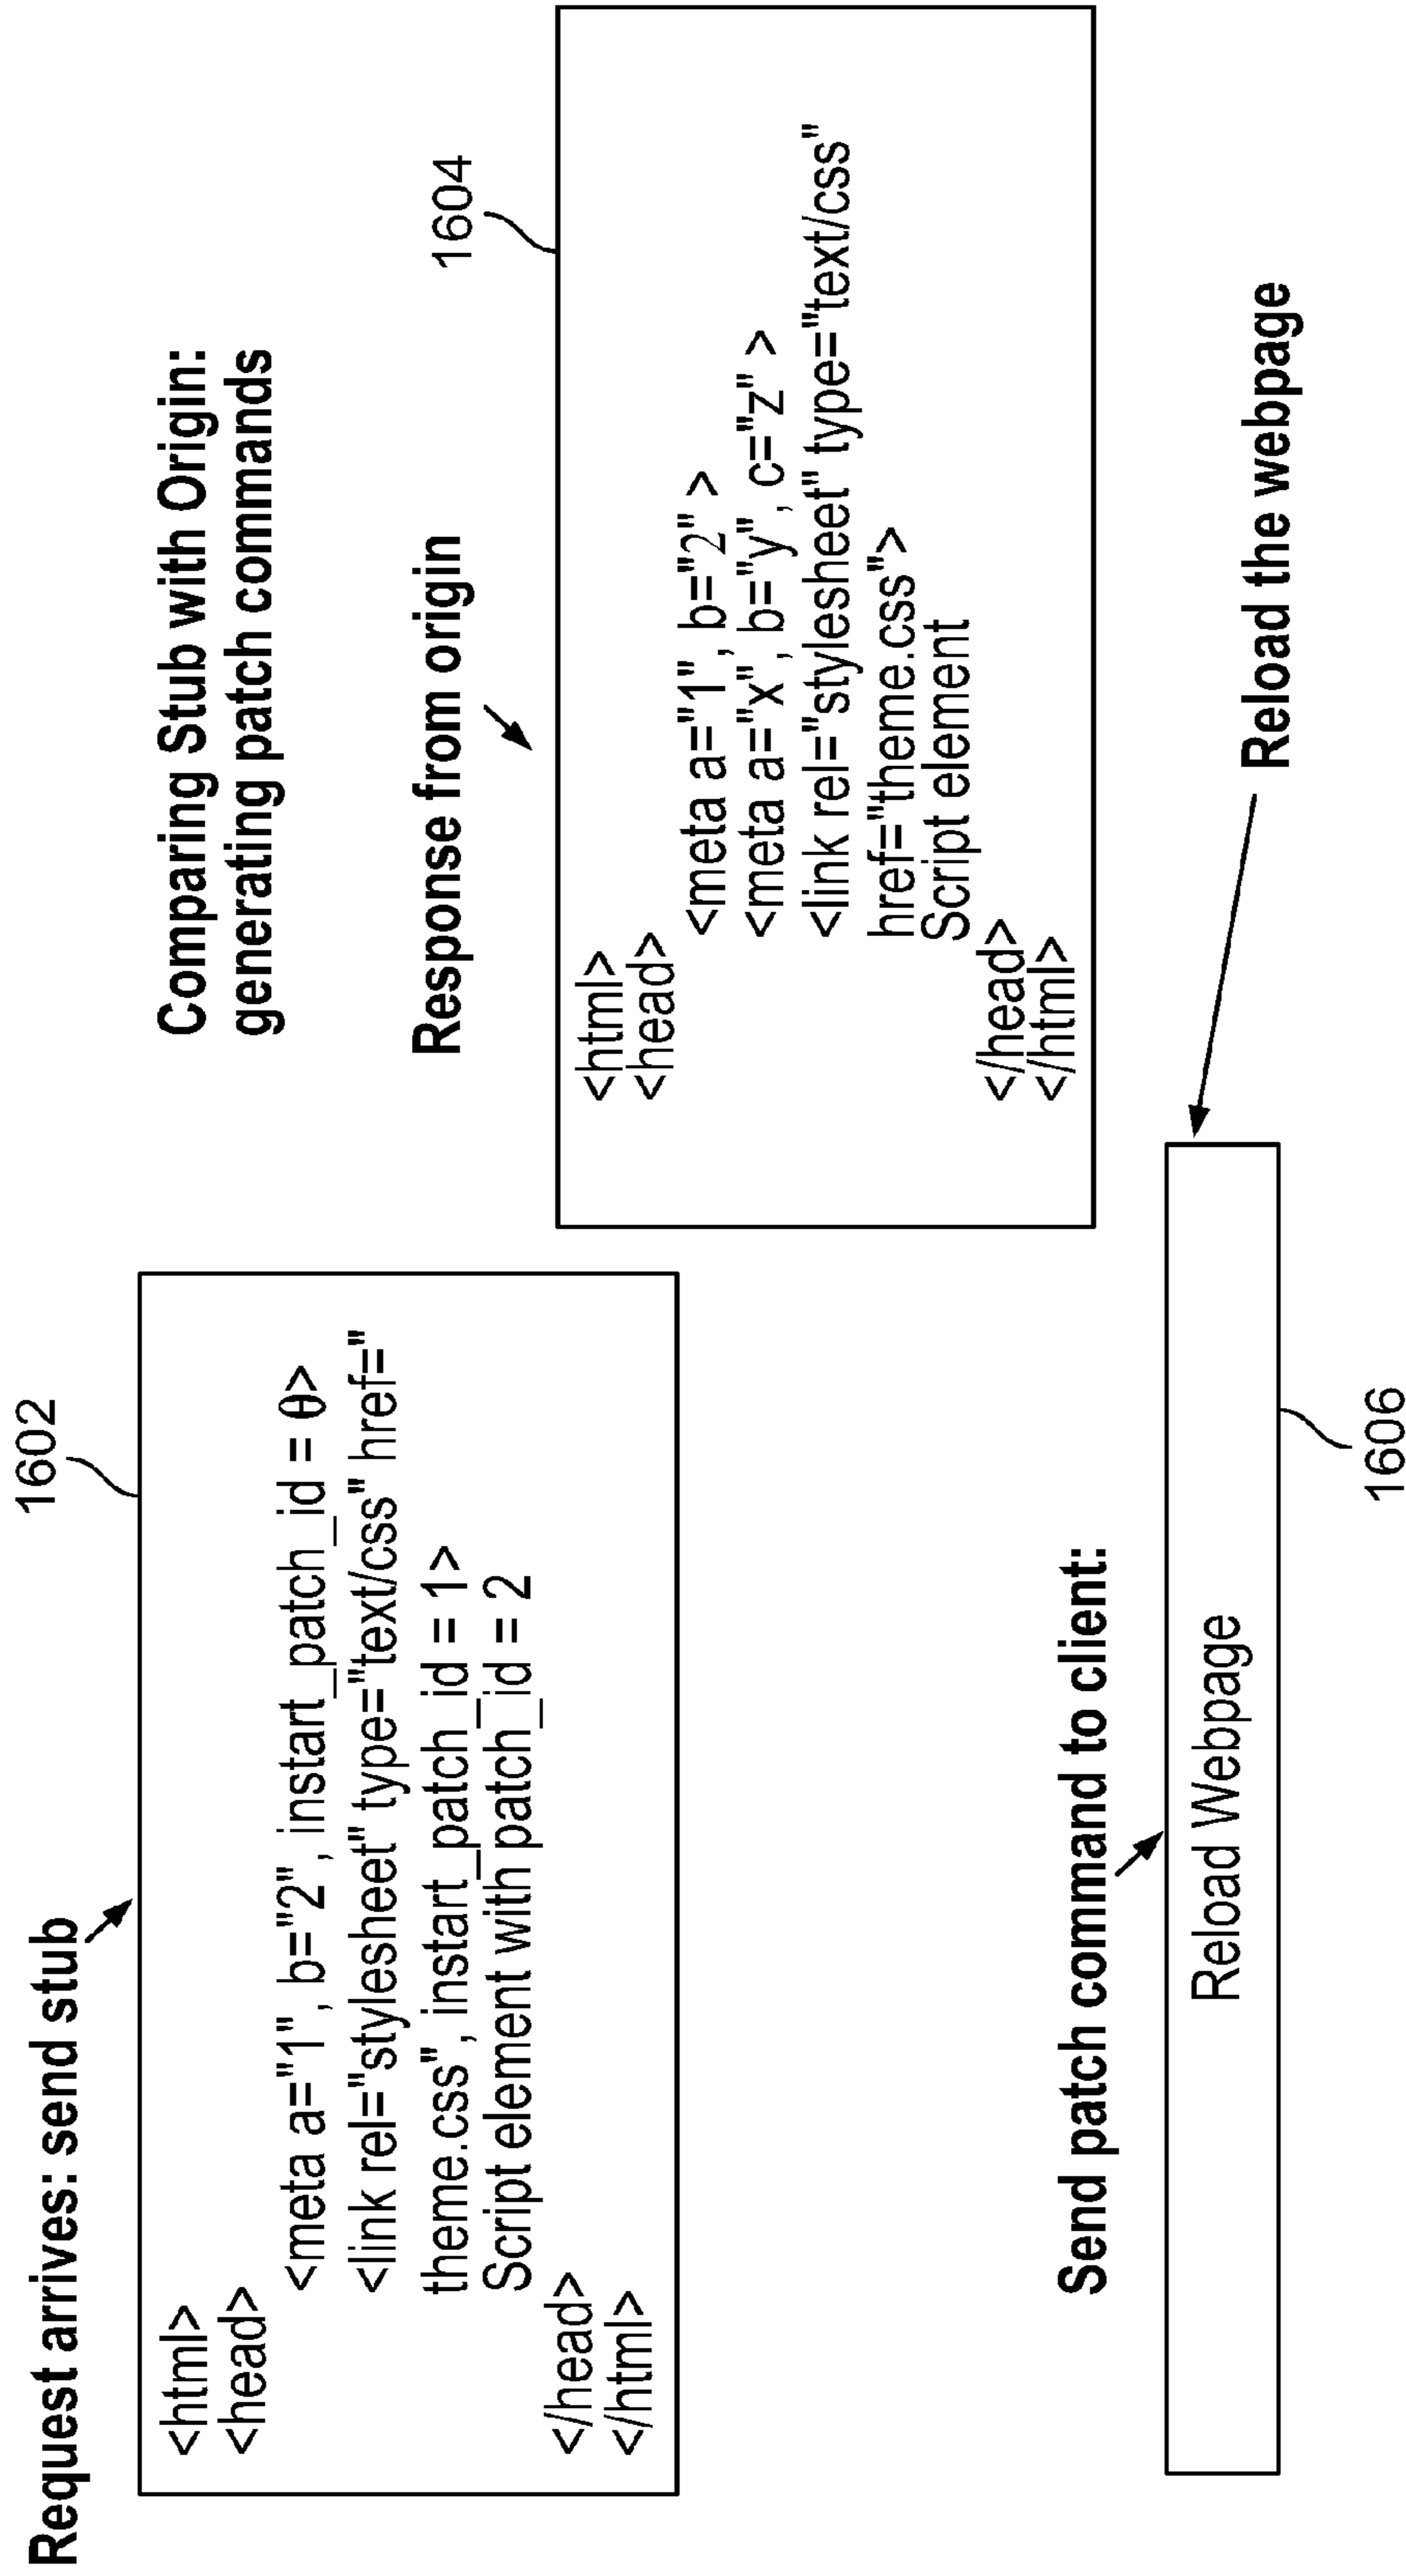 Request arrives: send stub
1602
<html>
<head>
<meta a="1", b="2", instart_patch_id = θ>
<link rel="stylesheet" type="text/css" href="
theme.css", instart_patch_id = 1>
Script element with patch_id = 2
</head>
</html>
Comparing Stub with Origin:
generating patch commands
Response from origin
1604
<html>
<head>
<meta a="1", b="2" >
<meta a="x", b="y", c="z" >
<link rel="stylesheet" type="text/css"
href="theme.css">
Script element
</head>
</html>
Send patch command to client:
Reload Webpage
1606
Reload the webpage